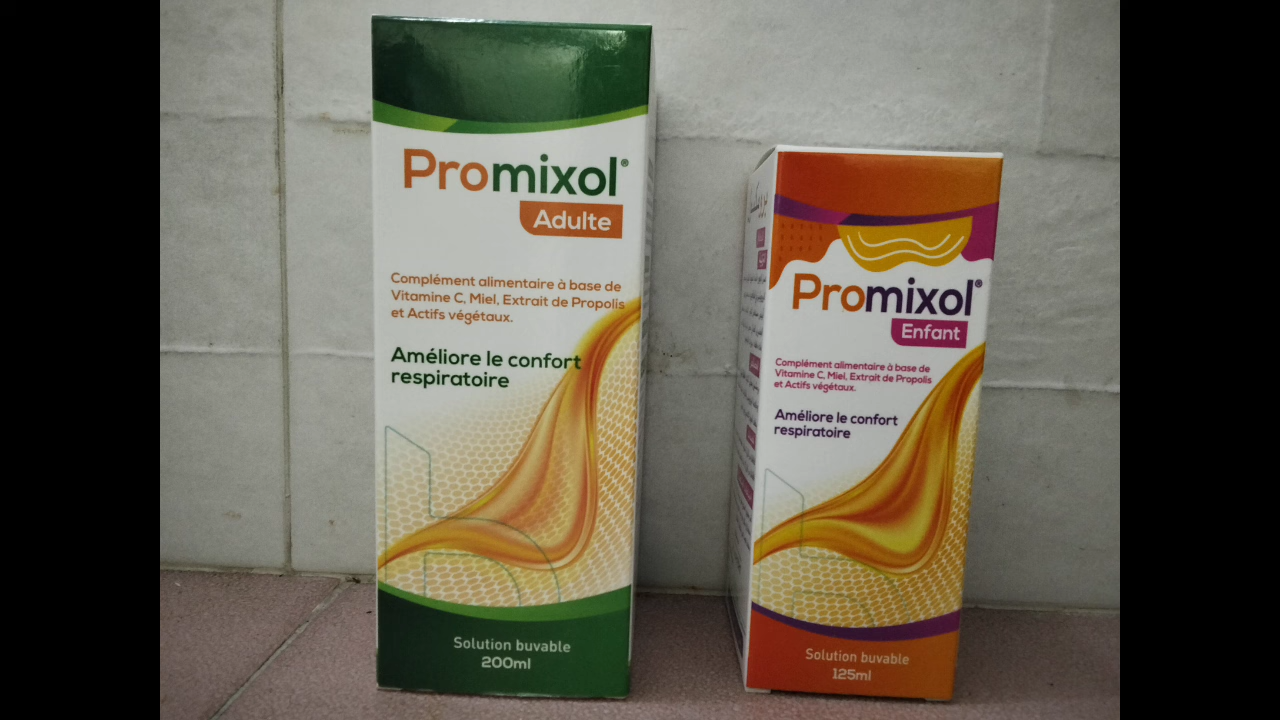 Promixol®
Adulte
Complément alimentaire à base de
Vitamine C, Miel, Extrait de Propolis
et Actifs végétaux.
Améliore le confort
respiratoire
Solution buvable
200ml
Promixol®
Enfant
Complément alimentaire à base de
Vitamine C, Miel, Extrait de Propolis
et Actifs végétaux.
Améliore le confort
respiratoire
Solution buvable
125ml